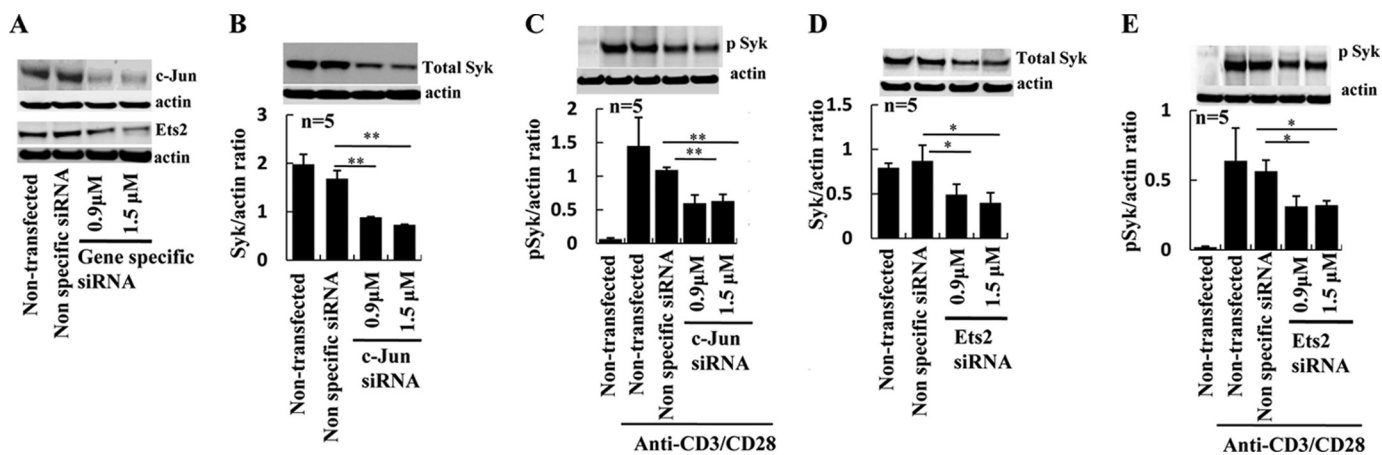 A
c-Jun
actin
Ets2
actin
Non-transfected
Non specific siRNA
0.9μM
1.5 μM
Gene specific
siRNA
B
Total Syk
actin
3
2
1
0
Syk/actin ratio
n=5
**
**
Non-transfected
Non specific siRNA
0.9μM
1.5 μM
c-Jun
siRNA
C
p Syk
actin
2
1.5
1
0.5
0
pSyk/actin ratio
n=5
**
**
Non-transfected
Non-transfected
Non specific siRNA
0.9μM
1.5 μM
c-Jun
siRNA
Anti-CD3/CD28
D
Total Syk
actin
1.5
1
0.5
0
Syk/actin ratio
n=5
*
*
Non-transfected
Non specific siRNA
0.9μM
1.5 μM
Ets2
siRNA
E
p Syk
actin
1
0.5
0
pSyk/actin ratio
n=5
*
*
Non-transfected
Non-transfected
Non specific siRNA
0.9μM
1.5 μM
Ets2
siRNA
Anti-CD3/CD28